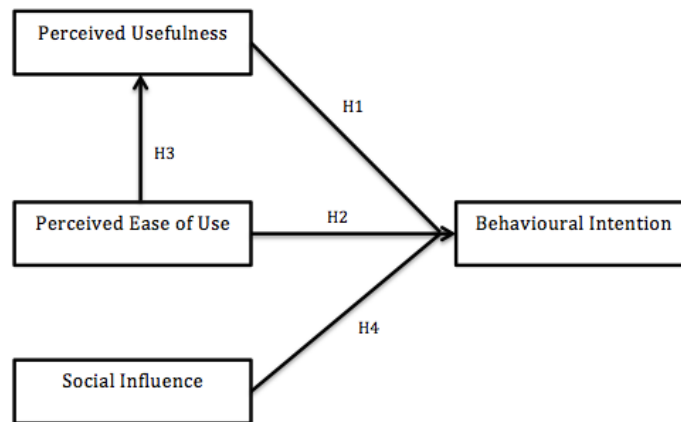 Perceived Usefulness
H1
H3
Perceived Ease of Use
H2
Behavioural Intention
H4
Social Influence